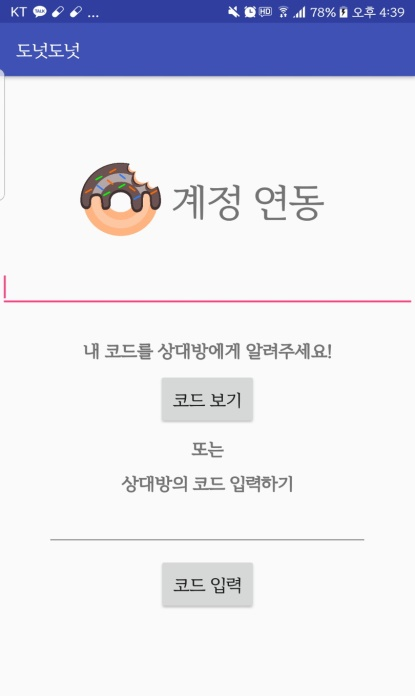 KT TALK ... HD 78% 오후 4:39
도넛도넛
계정 연동
내 코드를 상대방에게 알려주세요!
코드 보기
또는
상대방의 코드 입력하기
코드 입력